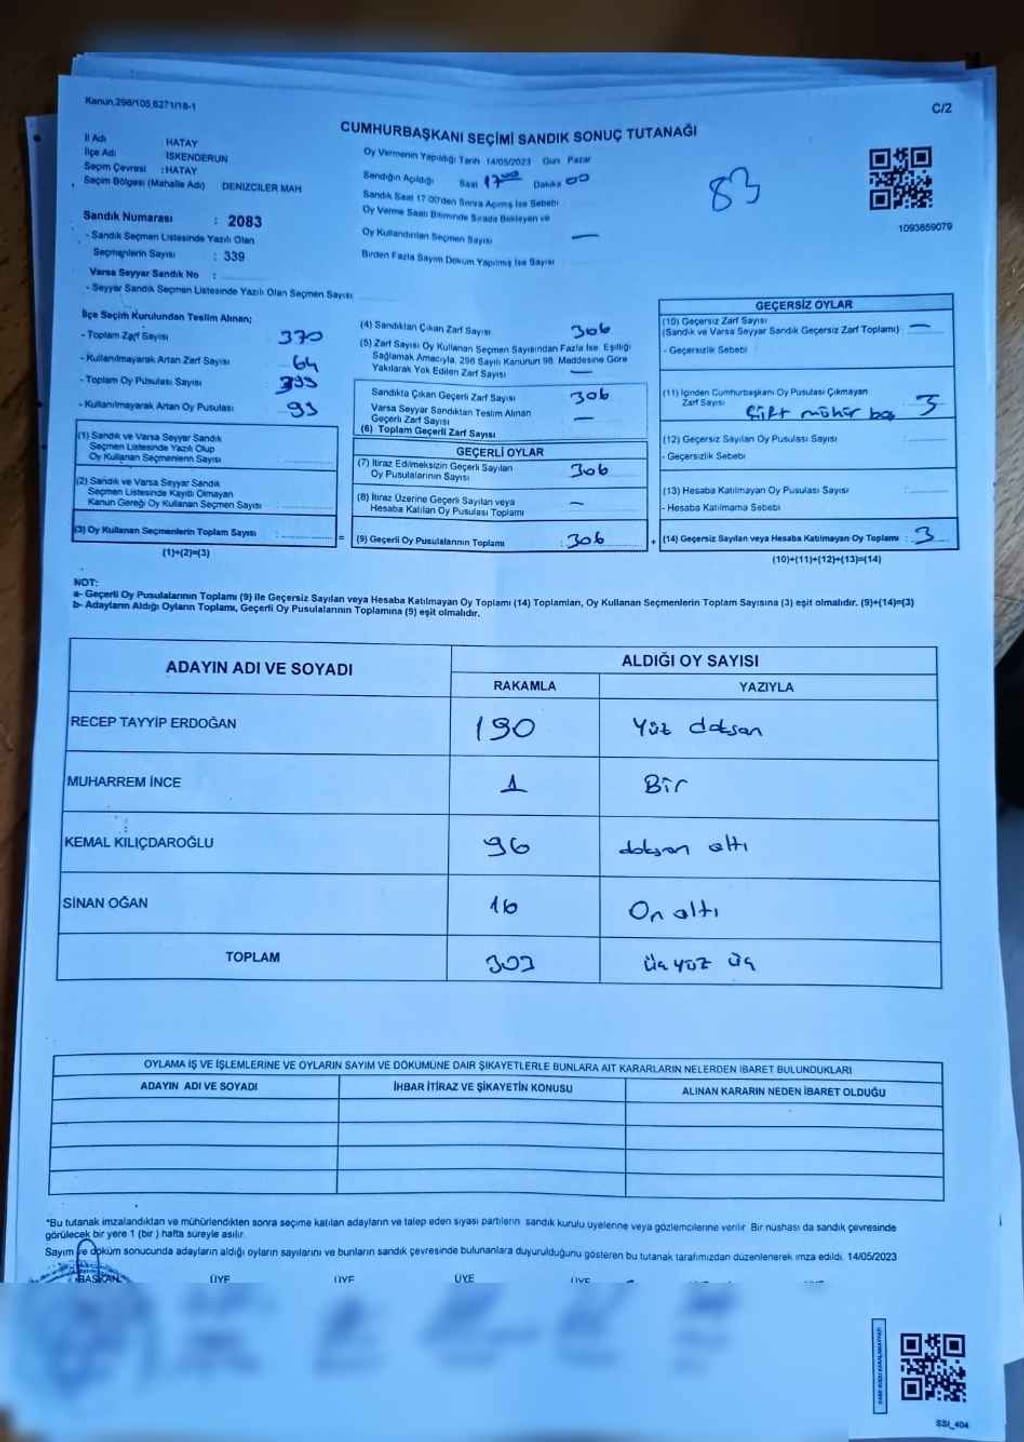 Kanun.298/105,6271/18-1
C/2
CUMHURBAŞKANI SEÇİMİ SANDIK SONUÇ TUTANAĞI
İl Adı HATAY
İlçe Adı İSKENDERUN
Seçim Çevresi :HATAY
Seçim Bölgesi (Mahalle Adı) DENİZCİLER MAH
Sandık Numarası : 2083
- Sandık Seçmen Listesinde Yazılı Olan
Seçmenlerin Sayısı : 339
Varsa Seyyar Sandık No :
- Seyyar Sandık Seçmen Listesinde Yazılı Olan Seçmen Sayısı
Oy Vermenin Yapıldığı Tarih 14/05/2023 Gün Pazar
Sandığın Açıldığı Saat 17 Dakika 00
Sandık Saat 17.00'den Sonra Açılmış İse Sebebi
Oy Verme Saati Bitiminde Sırada Bekleyen ve
Oy Kullandırılan Seçmen Sayısı —
Birden Fazla Sayım Döküm Yapılmış İse Sayısı
83
1093859079
İlçe Seçim Kurulundan Teslim Alınan;
- Toplam Zarf Sayısı 370
- Kullanılmayarak Artan Zarf Sayısı 64
- Toplam Oy Pusulası Sayısı
- Kullanılmayarak Artan Oy Pusulası 93
(1) Sandık ve Varsa Seyyar Sandık
Seçmen Listesinde Yazılı Olup
Oy Kullanan Seçmenlerin Sayısı
(2) Sandık ve Varsa Seyyar Sandık
Seçmen Listesinde Kayıtlı Olmayan
Kanun Gereği Oy Kullanan Seçmen Sayısı
(3) Oy Kullanan Seçmenlerin Toplam Sayısı :
(1)+(2)=(3)
(4) Sandıktan Çıkan Zarf Sayısı 306
(5) Zarf Sayısı Oy Kullanan Seçmen Sayısından Fazla İse, Eşitliği
Sağlamak Amacıyla, 298 Sayılı Kanunun 98. Maddesine Göre
Yakılarak Yok Edilen Zarf Sayısı —
Sandıkta Çıkan Geçerli Zarf Sayısı 306
Varsa Seyyar Sandıktan Teslim Alınan
Geçerli Zarf Sayısı —
(6) Toplam Geçerli Zarf Sayısı
GEÇERLİ OYLAR
(7) İtiraz Edilmeksizin Geçerli Sayılan
Oy Pusulalarının Sayısı 306
(8) İtiraz Üzerine Geçerli Sayılan veya
Hesaba Katılan Oy Pusulası Toplamı —
= (9) Geçerli Oy Pusulalarının Toplamı : 306 +
GEÇERSİZ OYLAR
(10) Geçersiz Zarf Sayısı
(Sandık ve Varsa Seyyar Sandık Geçersiz Zarf Toplamı) —
- Geçersizlik Sebebi
(11) İçinden Cumhurbaşkanı Oy Pusulası Çıkmayan
Zarf Sayısı Çift mühür bas 3
(12) Geçersiz Sayılan Oy Pusulası Sayısı
- Geçersizlik Sebebi
(13) Hesaba Katılmayan Oy Pusulası Sayısı
- Hesaba Katılmama Sebebi
(14) Geçersiz Sayılan veya Hesaba Katılmayan Oy Toplamı : 3
(10)+(11)+(12)+(13)=(14)
NOT:
a- Geçerli Oy Pusulalarının Toplamı (9) ile Geçersiz Sayılan veya Hesaba Katılmayan Oy Toplamı (14) Toplamları, Oy Kullanan Seçmenlerin Toplam Sayısına (3) eşit olmalıdır. (9)+(14)=(3)
b- Adayların Aldığı Oyların Toplamı, Geçerli Oy Pusulalarının Toplamına (9) eşit olmalıdır.
ADAYIN ADI VE SOYADI
ALDIĞI OY SAYISI
RAKAMLA YAZIYLA
RECEP TAYYİP ERDOĞAN 190 Yüz doksan
MUHARREM İNCE 1 Bir
KEMAL KILIÇDAROĞLU 96 doksan altı
SİNAN OĞAN 16 On altı
TOPLAM 303 üç yüz üç
OYLAMA İŞ VE İŞLEMLERİNE VE OYLARIN SAYIM VE DÖKÜMÜNE DAİR ŞİKAYETLERLE BUNLARA AİT KARARLARIN NELERDEN İBARET BULUNDUKLARI
ADAYIN ADI VE SOYADI İHBAR İTİRAZ VE ŞİKAYETİN KONUSU ALINAN KARARIN NEDEN İBARET OLDUĞU
*Bu tutanak imzalandıktan ve mühürlendikten sonra seçime katılan adayların ve talep eden siyasi partilerin sandık kurulu üyelerine veya gözlemcilerine verilir. Bir nüshası da sandık çevresinde
görülecek bir yere 1 (bir) hafta süreyle asılır.
Sayım ve döküm sonucunda adayların aldığı oyların sayılarını ve bunların sandık çevresinde bulunanlara duyurulduğunu gösteren bu tutanak tarafımızdan düzenlenerek imza edildi. 14/05/2023
BAŞKAN ÜYE ÜYE ÜYE ÜYE
SSI_404